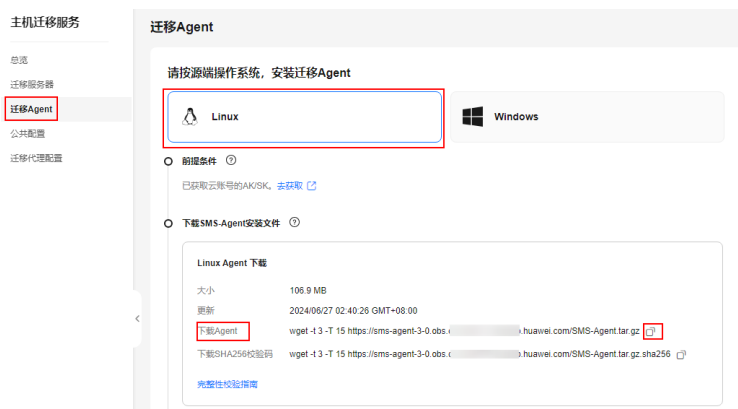 主机迁移服务
总览
迁移服务器
迁移Agent
公共配置
迁移代理配置
迁移Agent
请按源端操作系统，安装迁移Agent
Linux
Windows
前提条件
已获取云账号的AK/SK。去获取
下载SMS-Agent安装文件
Linux Agent 下载
大小 106.9 MB
更新 2024/06/27 02:40:26 GMT+08:00
下载Agent wget -t 3 -T 15 https://sms-agent-3-0.obs. .huawei.com/SMS-Agent.tar.gz
下载SHA256校验码 wget -t 3 -T 15 https://sms-agent-3-0.obs. .huawei.com/SMS-Agent.tar.gz.sha256
完整性校验指南